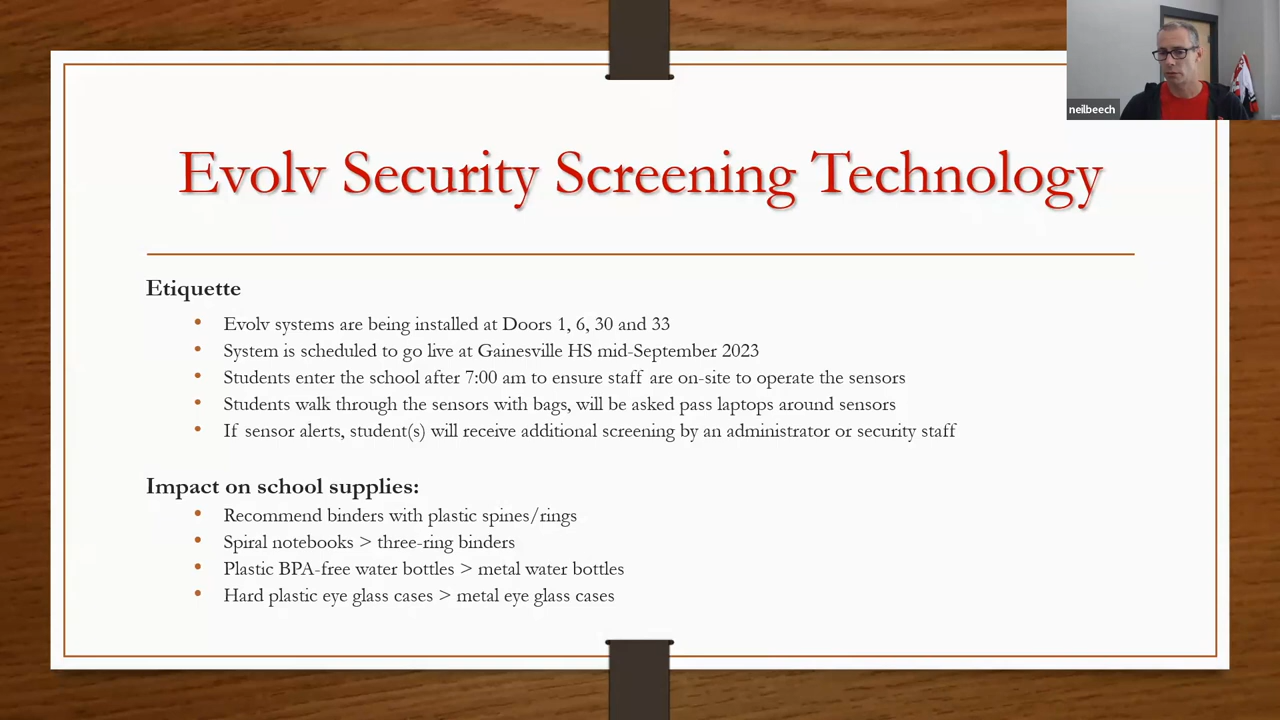 neilbeech
Evolv Security Screening Technology
Etiquette
• Evolv systems are being installed at Doors 1, 6, 30 and 33
• System is scheduled to go live at Gainesville HS mid-September 2023
• Students enter the school after 7:00 am to ensure staff are on-site to operate the sensors
• Students walk through the sensors with bags, will be asked pass laptops around sensors
• If sensor alerts, student(s) will receive additional screening by an administrator or security staff
Impact on school supplies:
• Recommend binders with plastic spines/rings
• Spiral notebooks > three-ring binders
• Plastic BPA-free water bottles > metal water bottles
• Hard plastic eye glass cases > metal eye glass cases